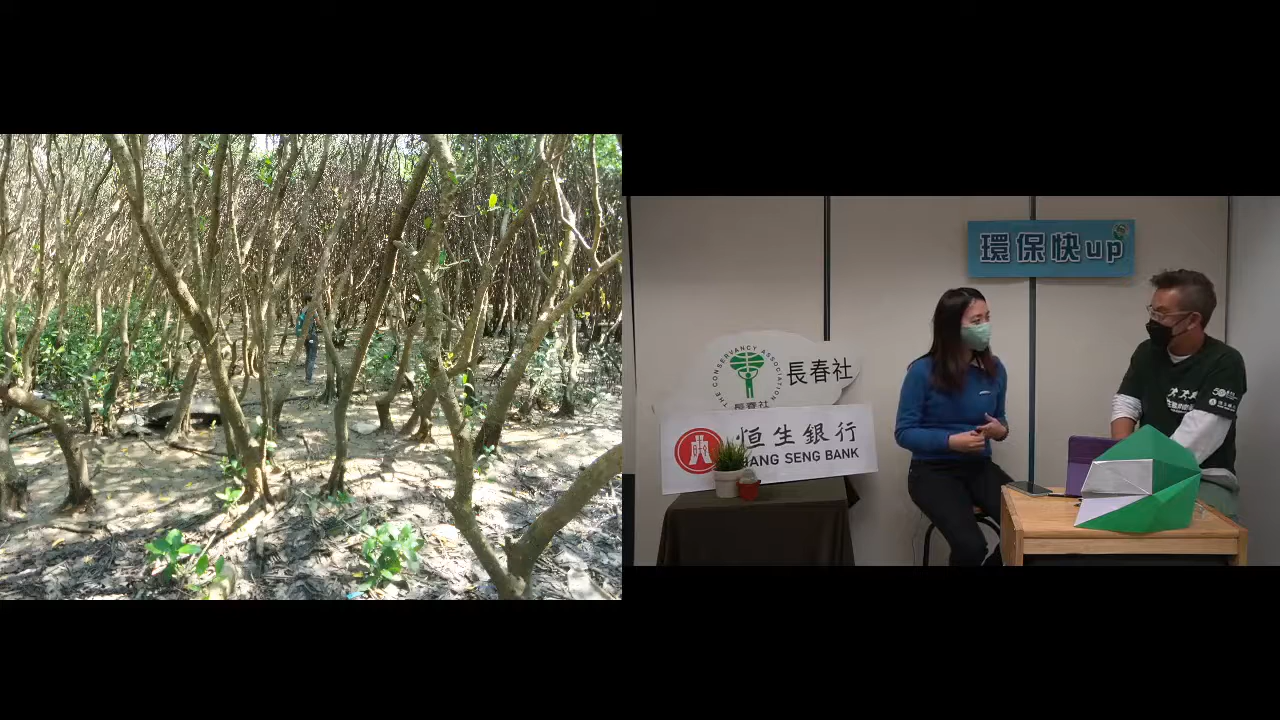 環保快up
THE CONSERVANCY ASSOCIATION
長春社
長春社
恒生銀行
HANG SENG BANK